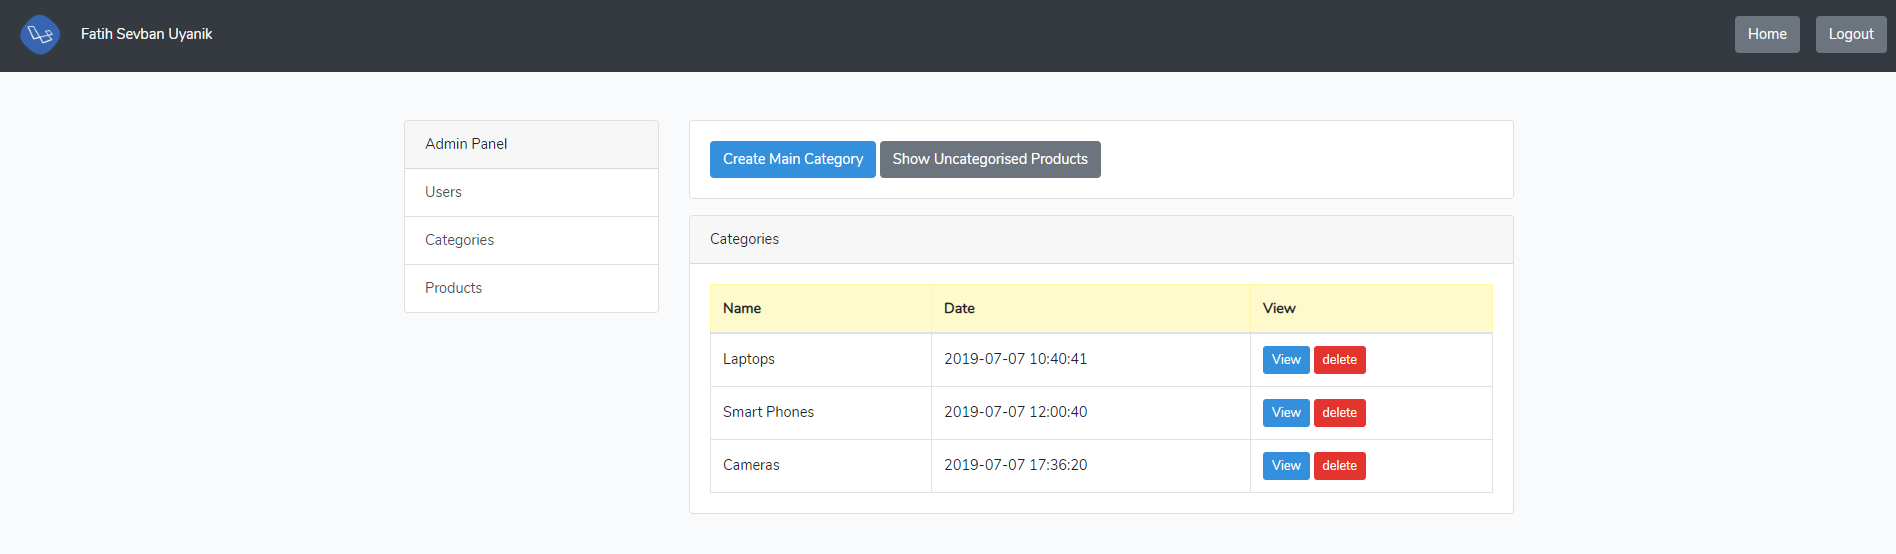 Fatih Sevban Uyanik
Home
Logout
Admin Panel
Users
Categories
Products
Create Main Category
Show Uncategorised Products
Categories
Name Date View
Laptops 2019-07-07 10:40:41 View delete
Smart Phones 2019-07-07 12:00:40 View delete
Cameras 2019-07-07 17:36:20 View delete